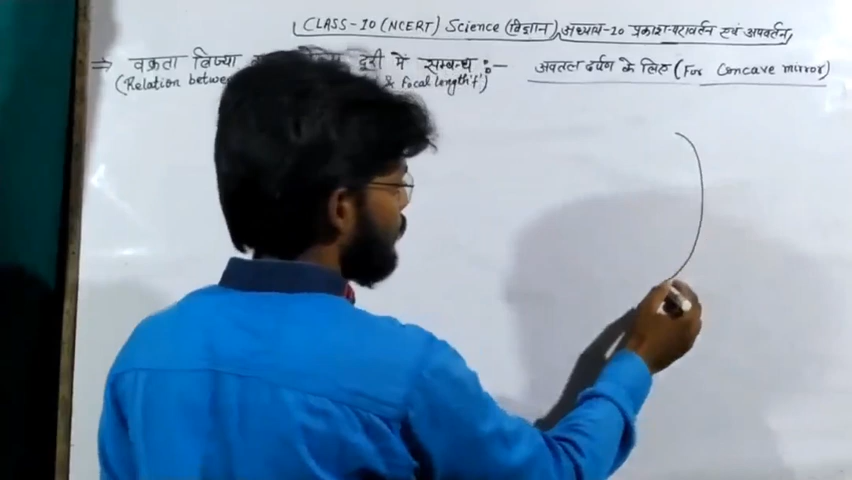 CLASS-10 (NCERT) Science (विज्ञान), अध्याय-10 प्रकाश-परावर्तन एवं अपवर्तन
⇒ वक्रता त्रिज्या दूरी में सम्बन्ध :- अवतल दर्पण के लिए (For Concave mirror)
(Relation between & Focal length 'f')